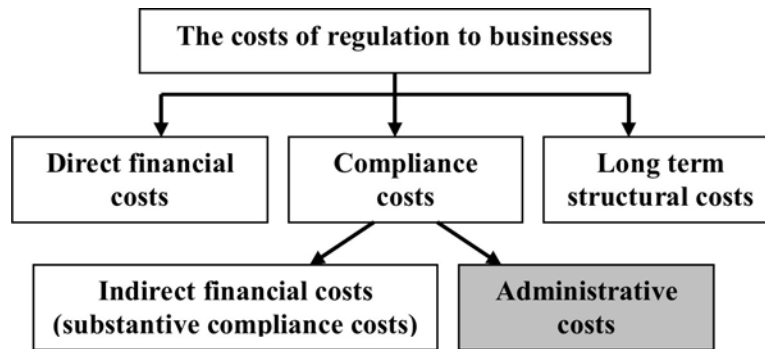 The costs of regulation to businesses
Direct financial
costs
Compliance
costs
Long term
structural costs
Indirect financial costs
(substantive compliance costs)
Administrative
costs